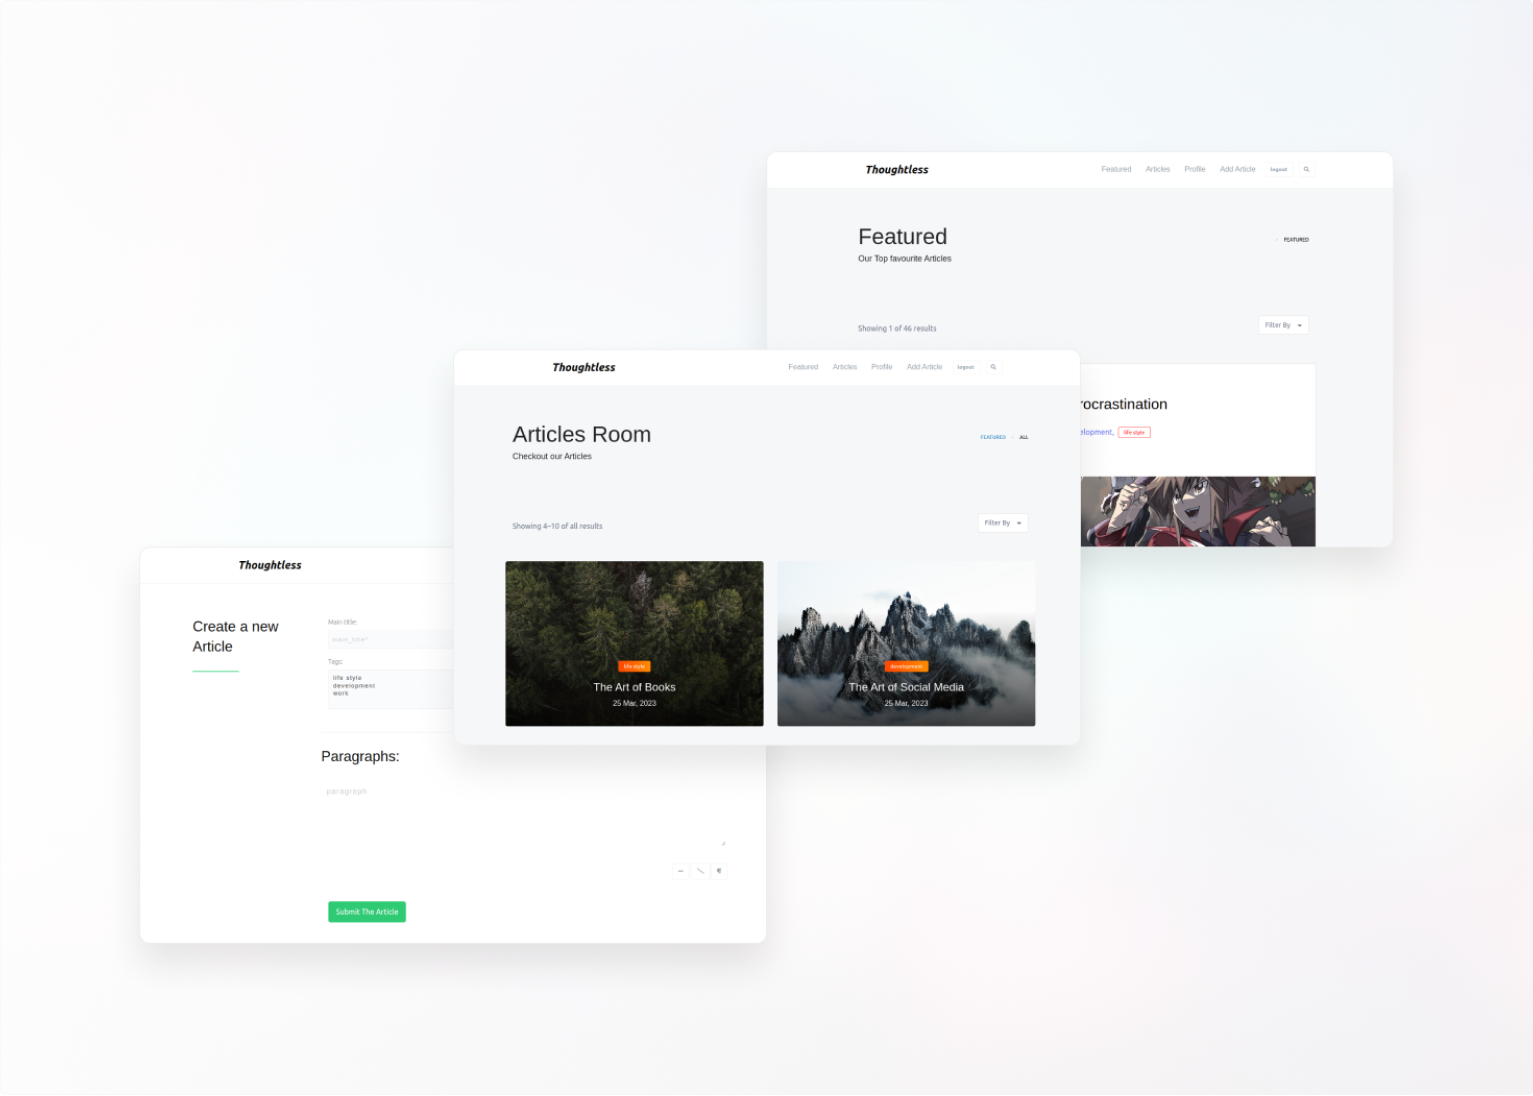 Thoughtless
Featured Articles Profile Add Article logout
Featured
Our Top favourite Articles
FEATURED
Showing 1 of 46 results
Filter By
rocrastination
elopment, life style
Thoughtless
Featured Articles Profile Add Article logout
Articles Room
Checkout our Articles
FEATURED ALL
Showing 4–10 of all results
Filter By
life style
The Art of Books
25 Mar, 2023
development
The Art of Social Media
25 Mar, 2023
Thoughtless
Create a new
Article
Main title:
main_title*
Tags:
life style
development
work
Paragraphs:
paragraph
Submit The Article